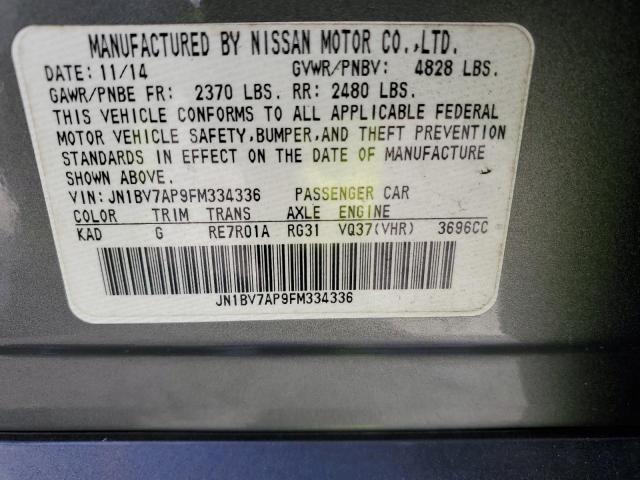 MANUFACTURED BY NISSAN MOTOR CO.,LTD.
DATE: 11/14 GVWR/PNBV: 4828 LBS.
GAWR/PNBE FR: 2370 LBS. RR: 2480 LBS.
THIS VEHICLE CONFORMS TO ALL APPLICABLE FEDERAL
MOTOR VEHICLE SAFETY,BUMPER,AND THEFT PREVENTION
STANDARDS IN EFFECT ON THE DATE OF MANUFACTURE
SHOWN ABOVE.
VIN:JN1BV7AP9FM334336 PASSENGER CAR
COLOR TRIM TRANS AXLE ENGINE
KAD G RE7R01A RG31 VQ37(VHR) 3696CC
JN1BV7AP9FM334336